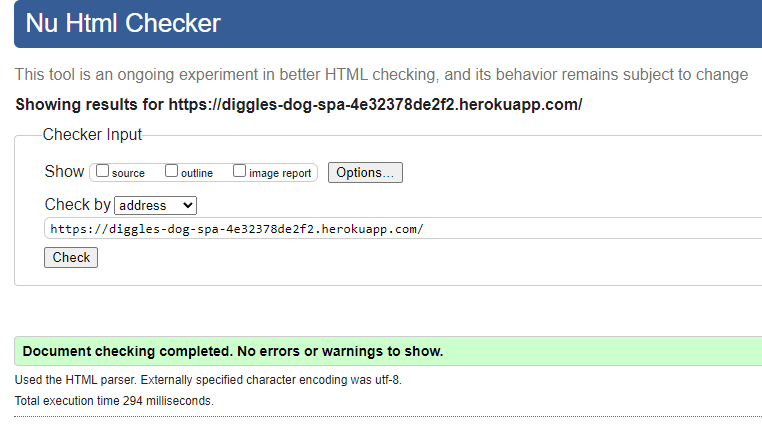 Nu Html Checker
This tool is an ongoing experiment in better HTML checking, and its behavior remains subject to change
Showing results for https://diggles-dog-spa-4e32378de2f2.herokuapp.com/
Checker Input
Show source outline image report Options...
Check by address
https://diggles-dog-spa-4e32378de2f2.herokuapp.com/
Check
Document checking completed. No errors or warnings to show.
Used the HTML parser. Externally specified character encoding was utf-8.
Total execution time 294 milliseconds.